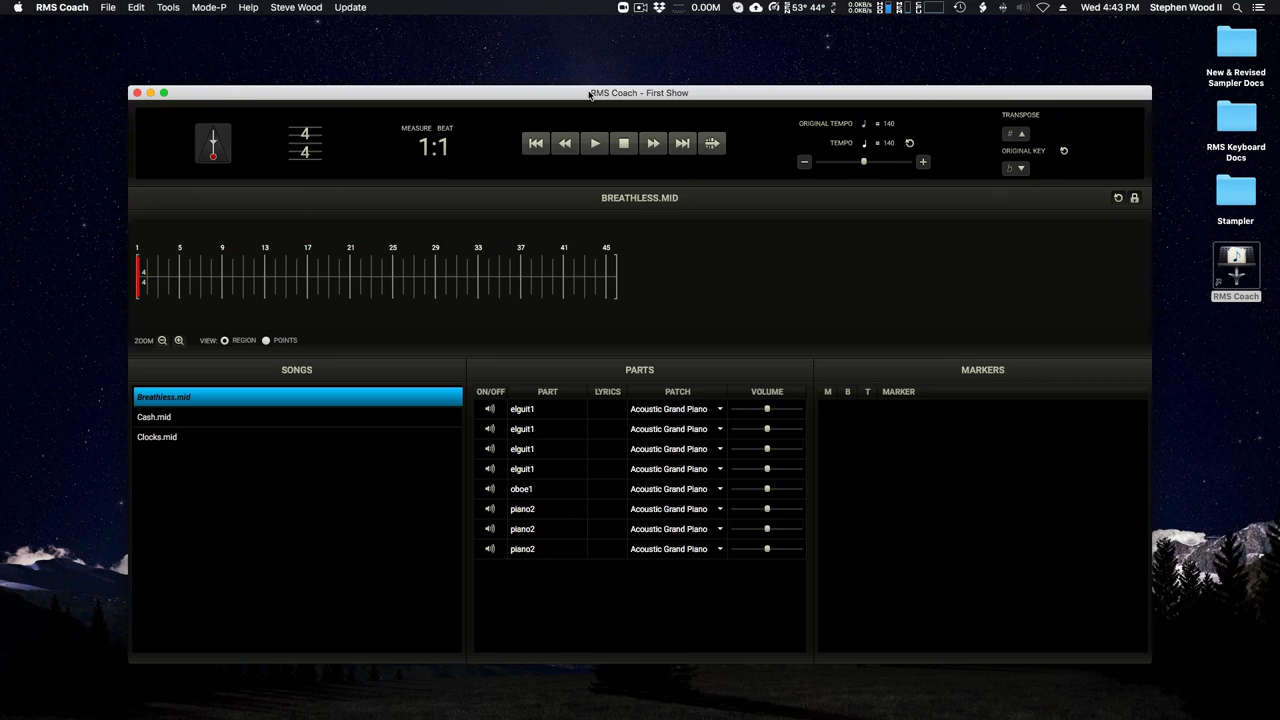 RMS Coach File Edit Tools Mode-P Help Steve Wood Update
0.00M 53° 44° 0.0KB/s 0.0KB/s Wed 4:43 PM Stephen Wood II
New & Revised
Sampler Docs
RMS Keyboard
Docs
Stampler
RMS Coach
RMS Coach - First Show
4
4
MEASURE BEAT
1:1
ORIGINAL TEMPO = 140
TEMPO = 140
TRANSPOSE
#
ORIGINAL KEY
b
BREATHLESS.MID
1 5 9 13 17 21 25 29 33 37 41 45
4
4
ZOOM VIEW: REGION POINTS
SONGS PARTS MARKERS
Breathless.mid
Cash.mid
Clocks.mid
ON/OFF PART LYRICS PATCH VOLUME
elguit1 Acoustic Grand Piano
elguit1 Acoustic Grand Piano
elguit1 Acoustic Grand Piano
elguit1 Acoustic Grand Piano
oboe1 Acoustic Grand Piano
piano2 Acoustic Grand Piano
piano2 Acoustic Grand Piano
piano2 Acoustic Grand Piano
M B T MARKER